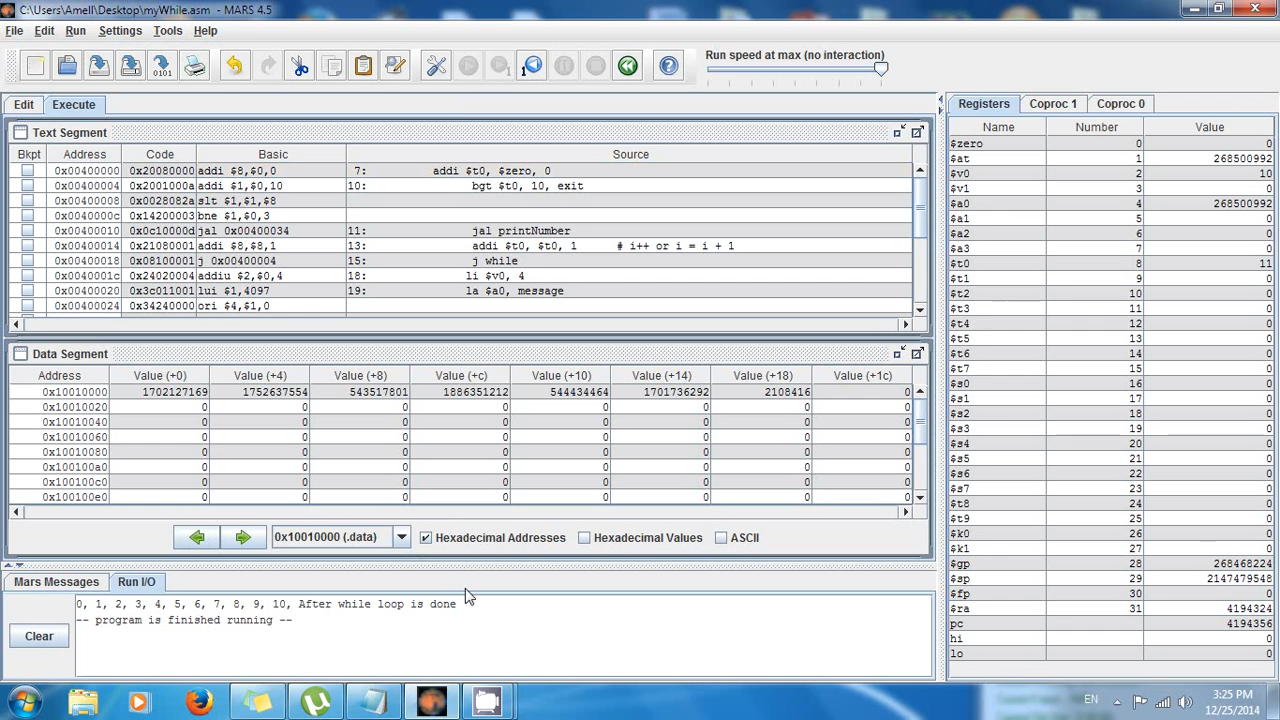 C:\Users\Amell\Desktop\myWhile.asm - MARS 4.5
File Edit Run Settings Tools Help
Run speed at max (no interaction)
Edit Execute
Text Segment
Bkpt Address Code Basic Source
0x00400000 0x20080000 addi $8,$0,0 7: addi $t0, $zero, 0
0x00400004 0x2001000a addi $1,$0,10 10: bgt $t0, 10, exit
0x00400008 0x0028082a slt $1,$1,$8
0x0040000c 0x14200003 bne $1,$0,3
0x00400010 0x0c10000d jal 0x00400034 11: jal printNumber
0x00400014 0x21080001 addi $8,$8,1 13: addi $t0, $t0, 1 # i++ or i = i + 1
0x00400018 0x08100001 j 0x00400004 15: j while
0x0040001c 0x24020004 addiu $2,$0,4 18: li $v0, 4
0x00400020 0x3c011001 lui $1,4097 19: la $a0, message
0x00400024 0x34240000 ori $4,$1,0
Data Segment
Address Value (+0) Value (+4) Value (+8) Value (+c) Value (+10) Value (+14) Value (+18) Value (+1c)
0x10010000 1702127169 1752637554 543517801 1886351212 544434464 1701736292 2108416 0
0x10010020 0 0 0 0 0 0 0 0
0x10010040 0 0 0 0 0 0 0 0
0x10010060 0 0 0 0 0 0 0 0
0x10010080 0 0 0 0 0 0 0 0
0x100100a0 0 0 0 0 0 0 0 0
0x100100c0 0 0 0 0 0 0 0 0
0x100100e0 0 0 0 0 0 0 0 0
0x10010000 (.data) Hexadecimal Addresses Hexadecimal Values ASCII
Mars Messages Run I/O
0, 1, 2, 3, 4, 5, 6, 7, 8, 9, 10, After while loop is done
-- program is finished running --
Clear
Registers Coproc 1 Coproc 0
Name Number Value
$zero 0 0
$at 1 268500992
$v0 2 10
$v1 3 0
$a0 4 268500992
$a1 5 0
$a2 6 0
$a3 7 0
$t0 8 11
$t1 9 0
$t2 10 0
$t3 11 0
$t4 12 0
$t5 13 0
$t6 14 0
$t7 15 0
$s0 16 0
$s1 17 0
$s2 18 0
$s3 19 0
$s4 20 0
$s5 21 0
$s6 22 0
$s7 23 0
$t8 24 0
$t9 25 0
$k0 26 0
$k1 27 0
$gp 28 268468224
$sp 29 2147479548
$fp 30 0
$ra 31 4194324
pc 4194356
hi 0
lo 0
EN
3:25 PM
12/25/2014